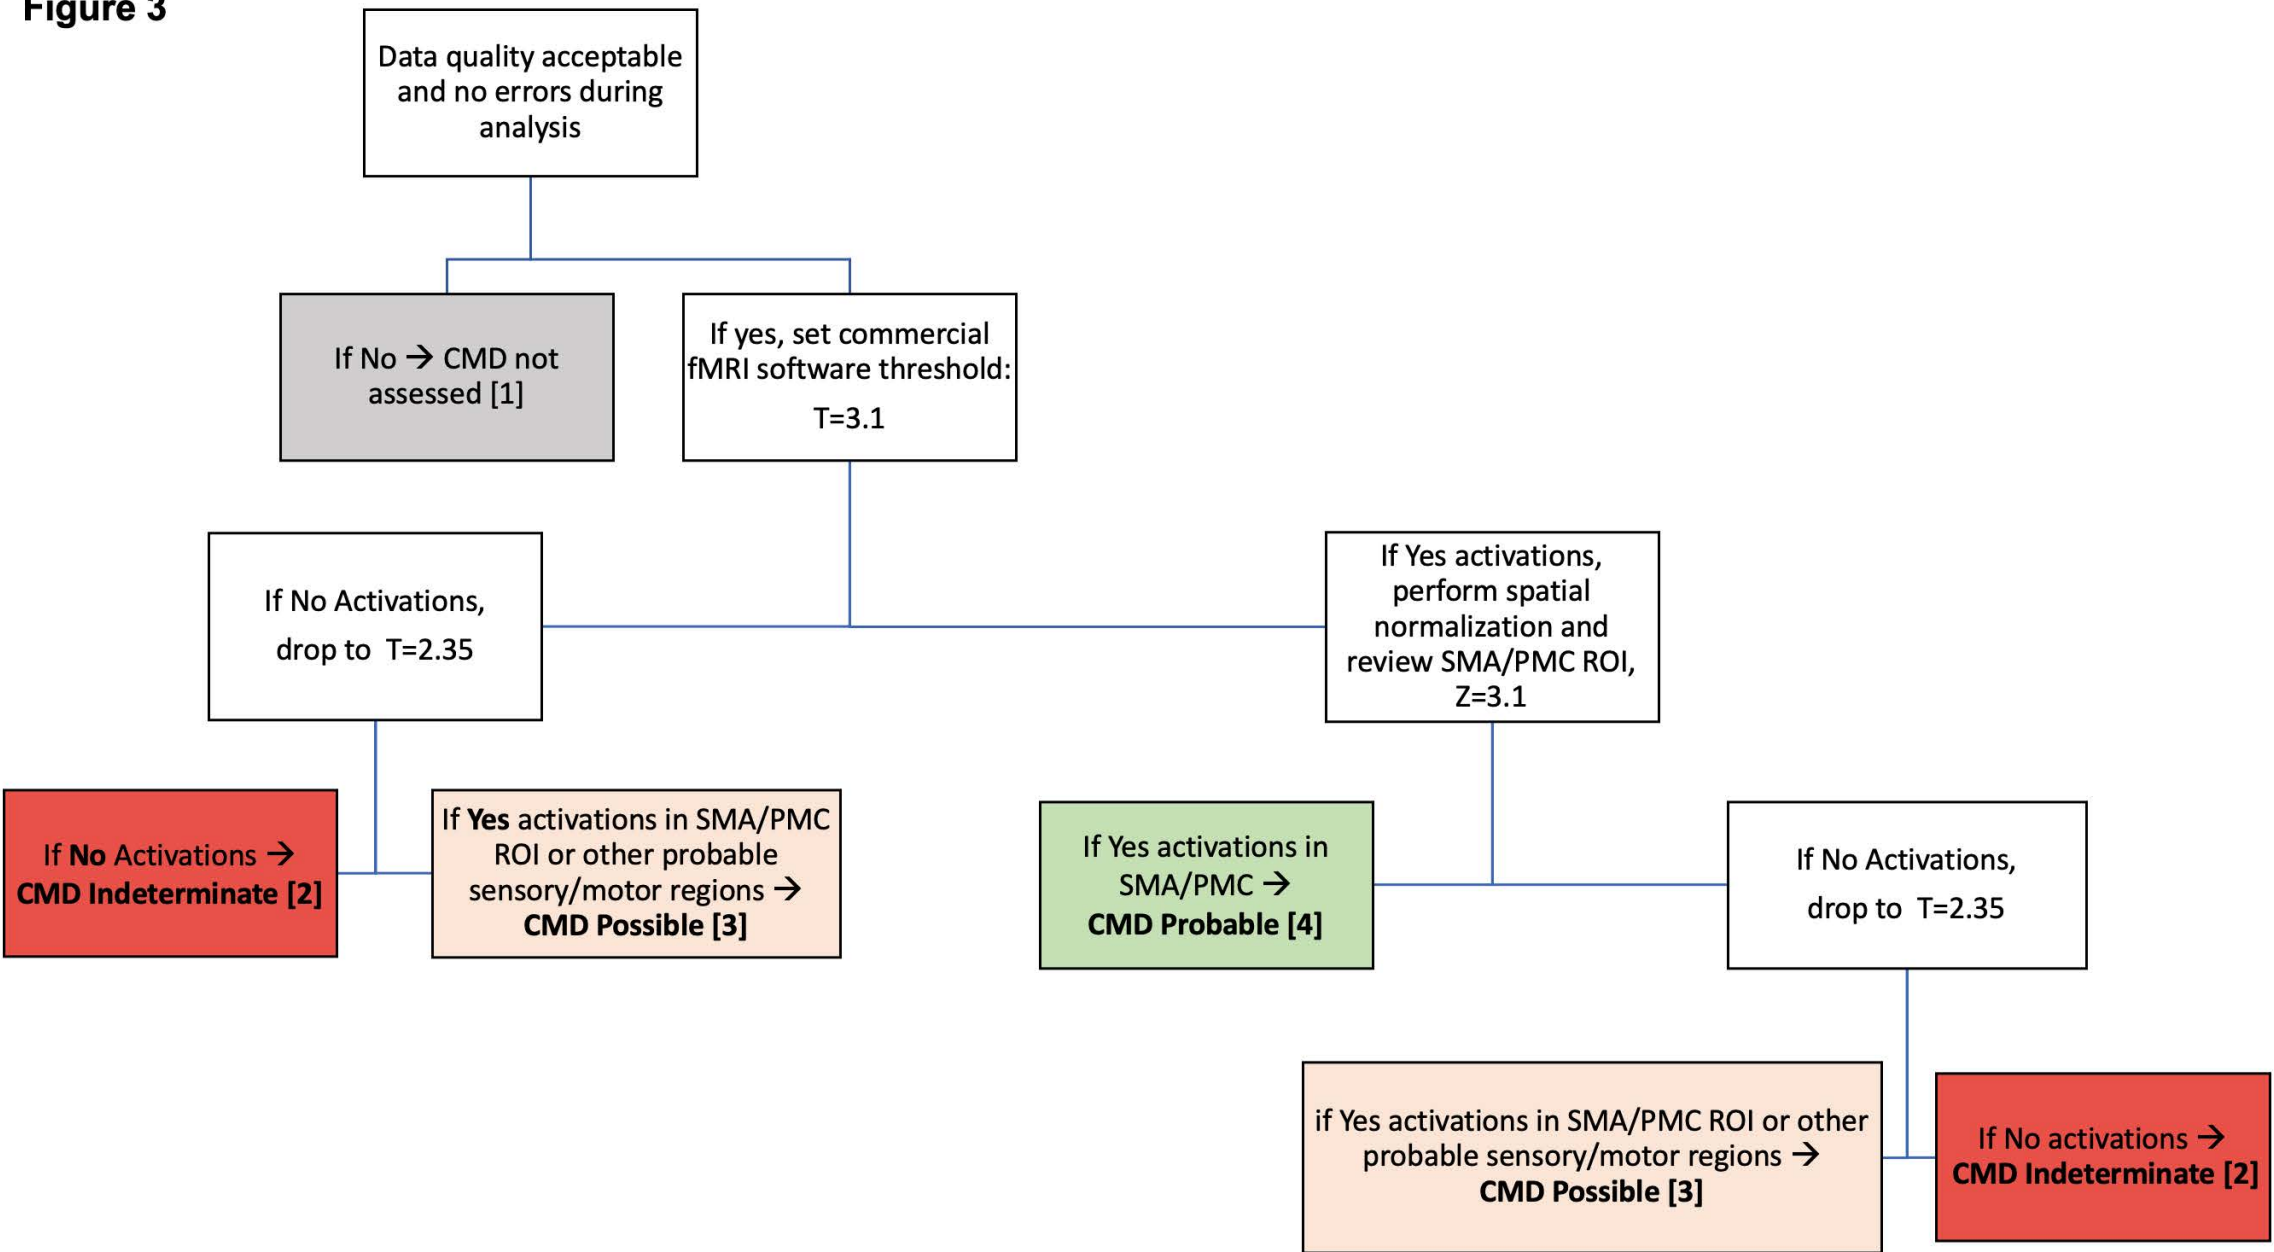 Figure 3
Data quality acceptable
and no errors during
analysis
If No → CMD not
assessed [1]
If yes, set commercial
fMRI software threshold:
T=3.1
If No Activations,
drop to T=2.35
If Yes activations,
perform spatial
normalization and
review SMA/PMC ROI,
Z=3.1
If No Activations →
CMD Indeterminate [2]
If Yes activations in SMA/PMC
ROI or other probable
sensory/motor regions →
CMD Possible [3]
If Yes activations in
SMA/PMC →
CMD Probable [4]
If No Activations,
drop to T=2.35
if Yes activations in SMA/PMC ROI or other
probable sensory/motor regions →
CMD Possible [3]
If No activations →
CMD Indeterminate [2]